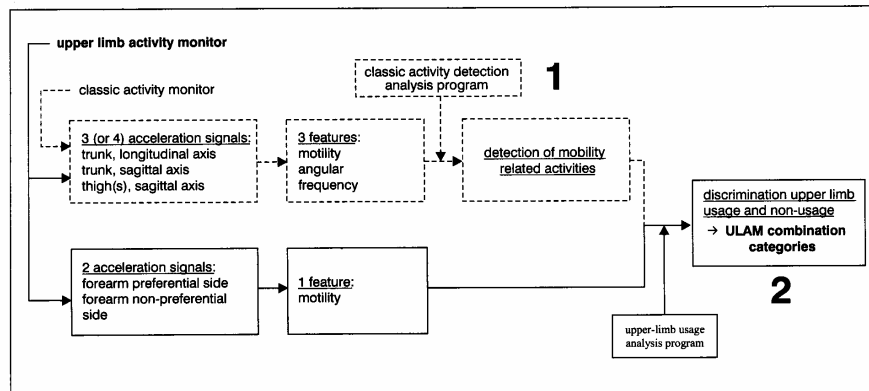 upper limb activity monitor
classic activity monitor
classic activity detection
analysis program
1
3 (or 4) acceleration signals:
trunk, longitudinal axis
trunk, sagittal axis
thigh(s), sagittal axis
3 features:
motility
angular
frequency
detection of mobility
related activities
discrimination upper limb
usage and non-usage
→ ULAM combination
categories
2
2 acceleration signals:
forearm preferential side
forearm non-preferential
side
1 feature:
motility
upper-limb usage
analysis program